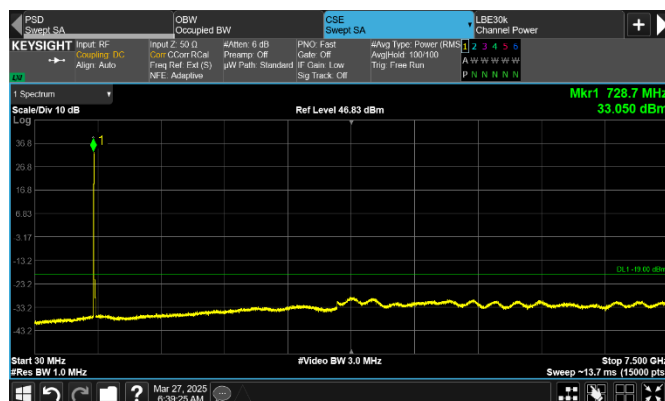 PSD
Swept SA
OBW
Occupied BW
CSE
Swept SA
LBE30k
Channel Power
KEYSIGHT
Input: RF
Coupling: DC
Align: Auto
Input Z: 50 Ω
Corr CCorr RCal
Freq Ref: Ext (S)
NFE: Adaptive
#Atten: 6 dB
Preamp: Off
µW Path: Standard
PNO: Fast
Gate: Off
IF Gain: Low
Sig Track: Off
#Avg Type: Power (RMS
Avg|Hold: 100/100
Trig: Free Run
1 2 3 4 5 6
A W W W W W
P N N N N N
1 Spectrum
Scale/Div 10 dB
Ref Level 46.83 dBm
Mkr1 728.7 MHz
33.050 dBm
Log
1
36.8
26.8
16.8
6.83
-3.17
-13.2
DL1 -19.00 dBm
-23.2
-33.2
-43.2
Start 30 MHz
#Video BW 3.0 MHz
Stop 7.500 GHz
#Res BW 1.0 MHz
Sweep ~13.7 ms (15000 pts)
Mar 27, 2025
6:39:25 AM